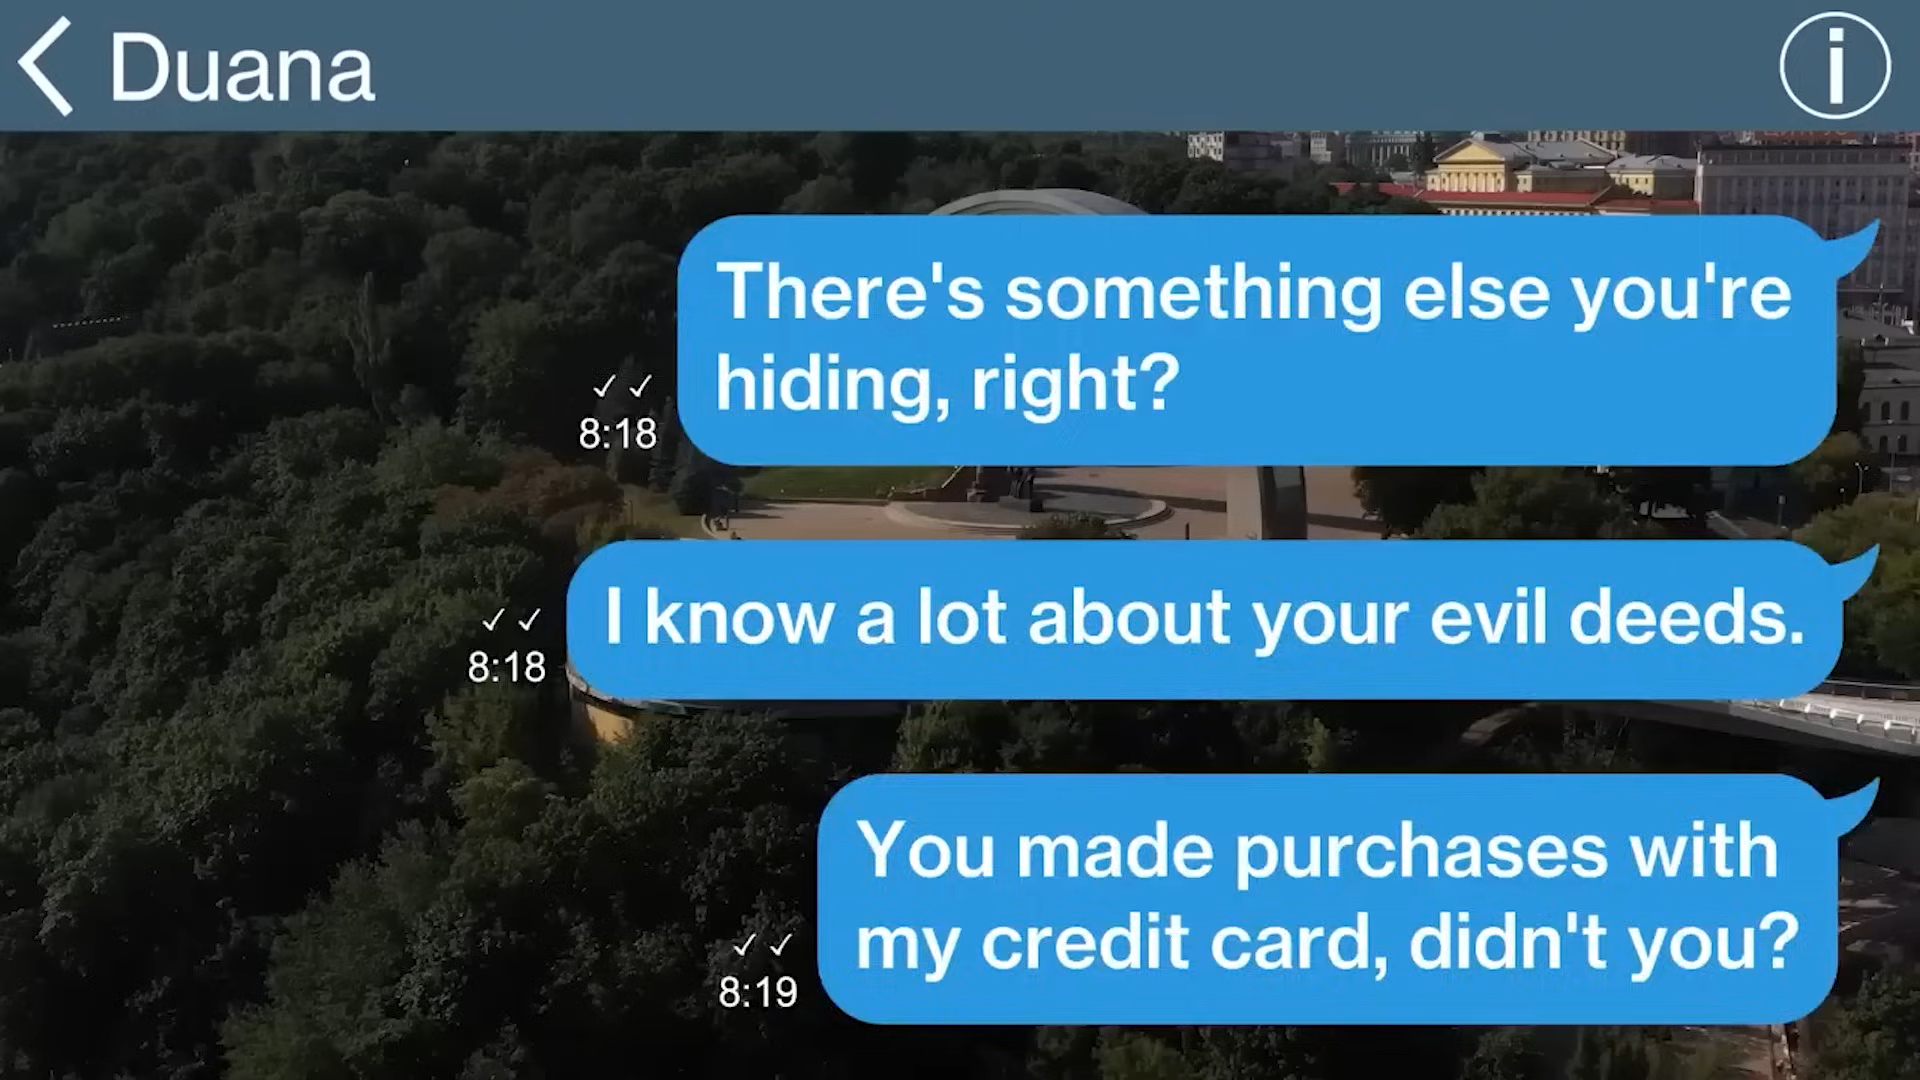 Duana
There's something else you're
hiding, right?
✓✓
8:18
I know a lot about your evil deeds.
✓✓
8:18
You made purchases with
my credit card, didn't you?
✓✓
8:19